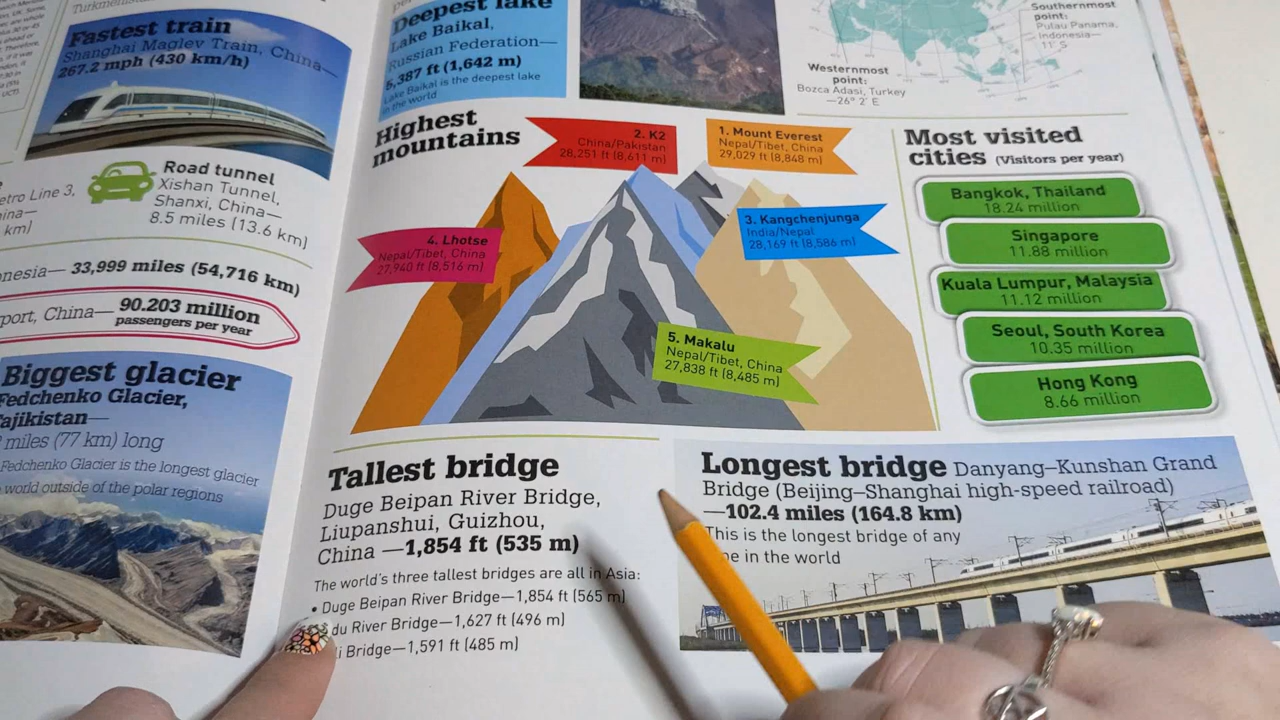 Fastest train
Shanghai Maglev Train, China—
267.2 mph (430 km/h)
Road tunnel
Xishan Tunnel,
Shanxi, China—
8.5 miles (13.6 km)
etro Line 3,
ina—
km)
onesia— 33,999 miles (54,716 km)
port, China— 90.203 million
passengers per year
Biggest glacier
Fedchenko Glacier,
ajikistan—
miles (77 km) long
Fedchenko Glacier is the longest glacier
world outside of the polar regions
Deepest lake
Lake Baikal,
Russian Federation—
5,387 ft (1,642 m)
Lake Baikal is the deepest lake
in the world
Southernmost
point:
Pulau Pamana,
Indonesia—
11° S
Westernmost
point:
Bozca Adasi, Turkey
—26° 2' E
Highest
mountains
2. K2
China/Pakistan
28,251 ft (8,611 m)
1. Mount Everest
Nepal/Tibet, China
29,029 ft (8,848 m)
3. Kangchenjunga
India/Nepal
28,169 ft (8,586 m)
4. Lhotse
Nepal/Tibet, China
27,940 ft (8,516 m)
5. Makalu
Nepal/Tibet, China
27,838 ft (8,485 m)
Most visited
cities (Visitors per year)
Bangkok, Thailand
18.24 million
Singapore
11.88 million
Kuala Lumpur, Malaysia
11.12 million
Seoul, South Korea
10.35 million
Hong Kong
8.66 million
Tallest bridge
Duge Beipan River Bridge,
Liupanshui, Guizhou,
China —1,854 ft (535 m)
The world's three tallest bridges are all in Asia:
• Duge Beipan River Bridge—1,854 ft (565 m)
du River Bridge—1,627 ft (496 m)
li Bridge—1,591 ft (485 m)
Longest bridge Danyang–Kunshan Grand
Bridge (Beijing–Shanghai high-speed railroad)
—102.4 miles (164.8 km)
This is the longest bridge of any
pe in the world